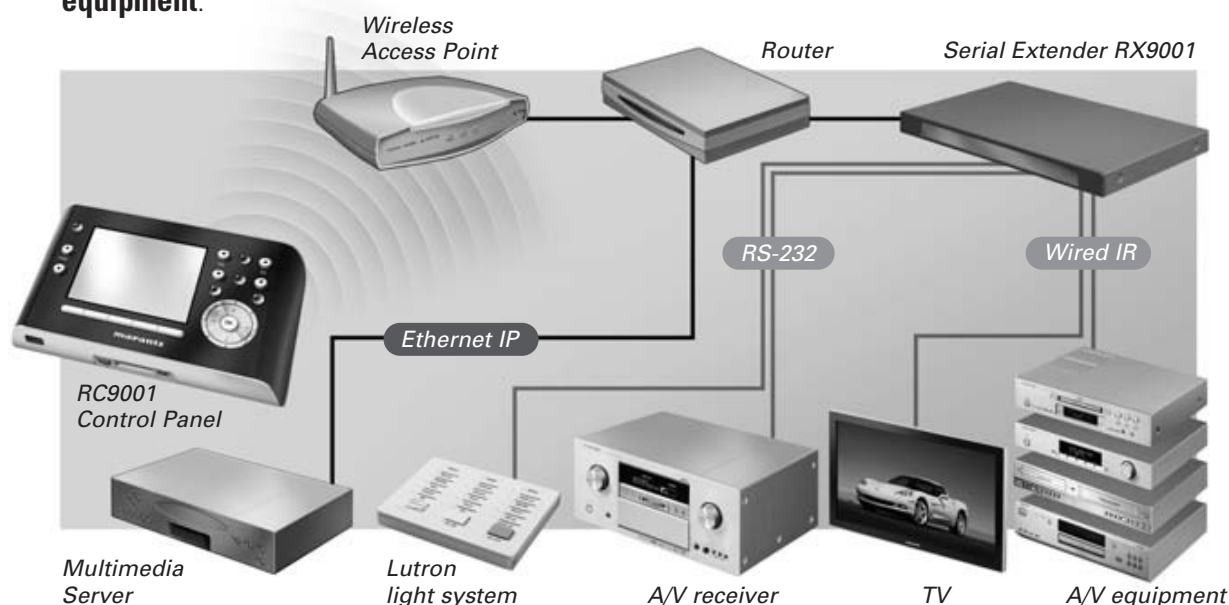 equipment.
Wireless
Access Point
Router
Serial Extender RX9001
RS-232
Wired IR
Ethernet IP
marantz
RC9001
Control Panel
Multimedia
Server
Lutron
light system
A/V receiver
TV
A/V equipment